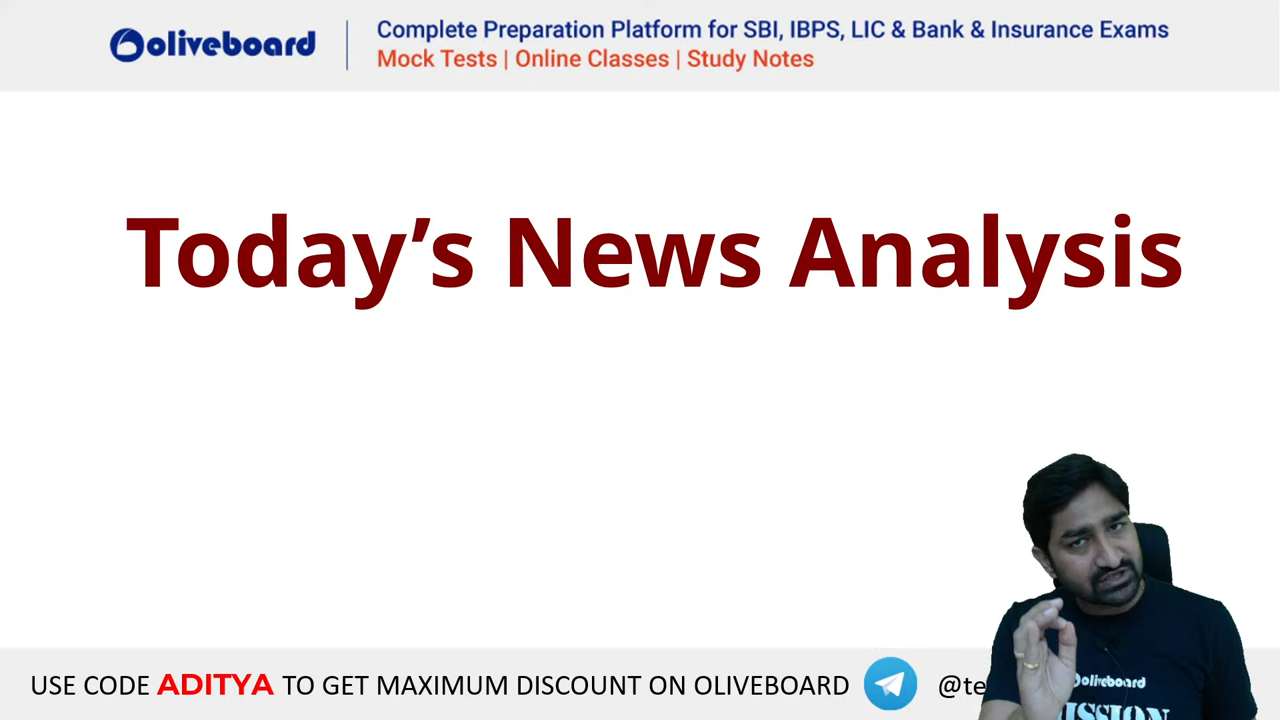 oliveboard
Complete Preparation Platform for SBI, IBPS, LIC & Bank & Insurance Exams
Mock Tests | Online Classes | Study Notes
Today’s News Analysis
USE CODE ADITYA TO GET MAXIMUM DISCOUNT ON OLIVEBOARD
oliveboard